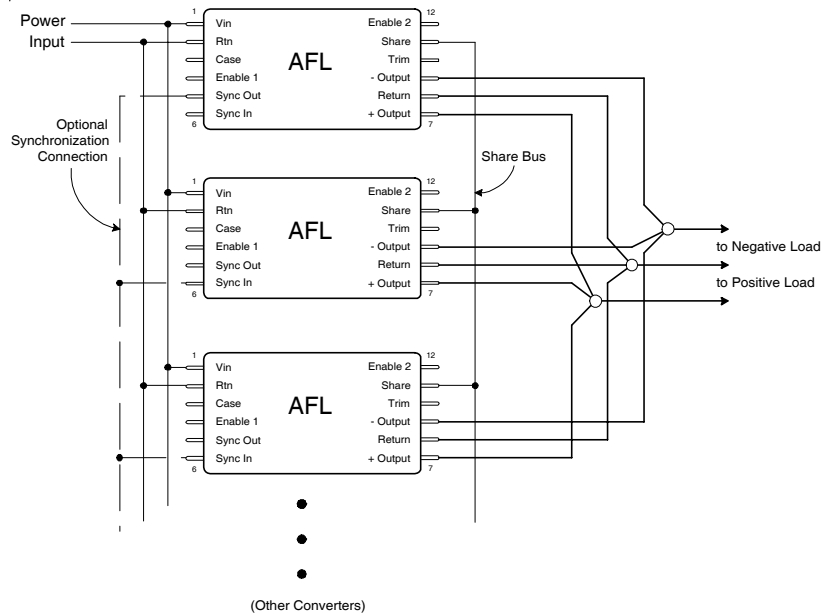 Power
Input
1
Vin
Rtn
Case
Enable 1
Sync Out
Sync In
6
AFL
12
Enable 2
Share
Trim
- Output
Return
+ Output
7
Optional
Synchronization
Connection
Share Bus
1
Vin
Rtn
Case
Enable 1
Sync Out
Sync In
6
AFL
12
Enable 2
Share
Trim
- Output
Return
+ Output
7
to Negative Load
to Positive Load
1
Vin
Rtn
Case
Enable 1
Sync Out
Sync In
6
AFL
12
Enable 2
Share
Trim
- Output
Return
+ Output
7
(Other Converters)